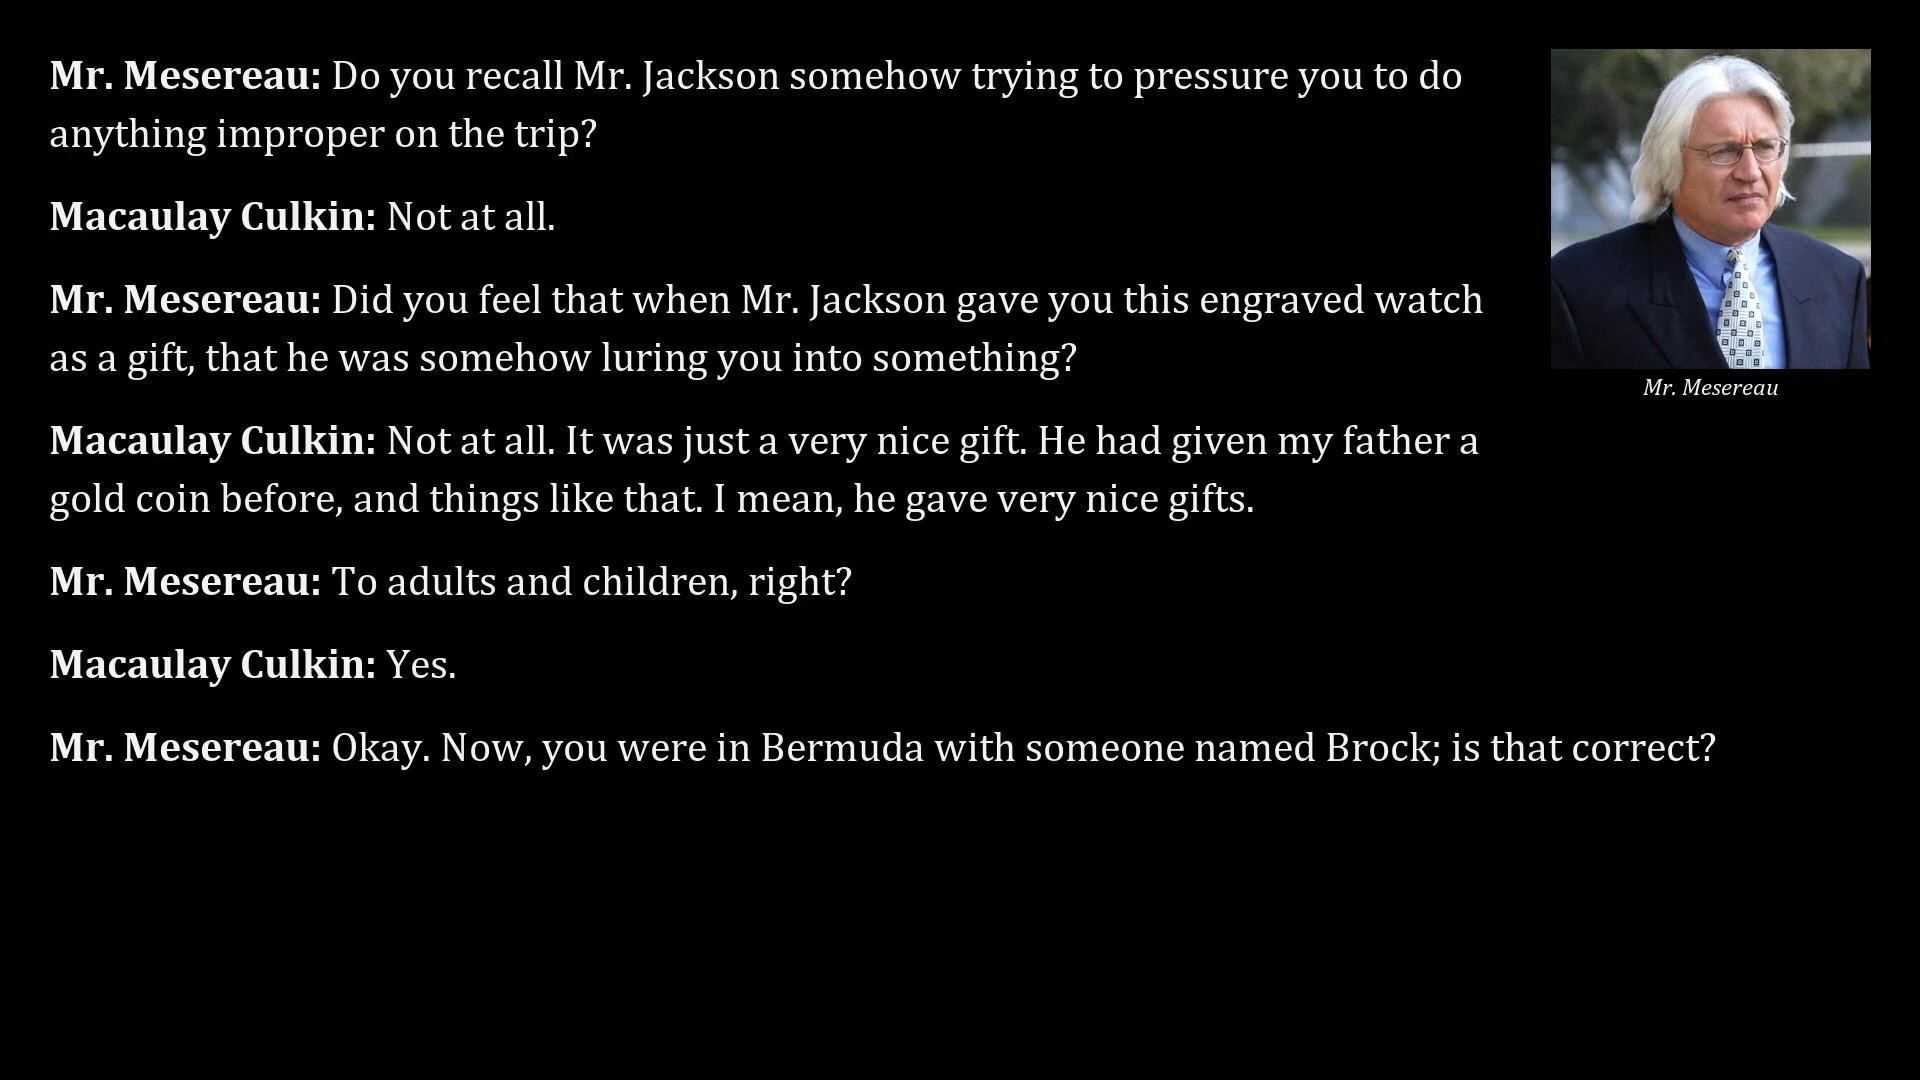 Mr. Mesereau: Do you recall Mr. Jackson somehow trying to pressure you to do
anything improper on the trip?
Macaulay Culkin: Not at all.
Mr. Mesereau: Did you feel that when Mr. Jackson gave you this engraved watch
as a gift, that he was somehow luring you into something?
Macaulay Culkin: Not at all. It was just a very nice gift. He had given my father a
gold coin before, and things like that. I mean, he gave very nice gifts.
Mr. Mesereau: To adults and children, right?
Macaulay Culkin: Yes.
Mr. Mesereau: Okay. Now, you were in Bermuda with someone named Brock; is that correct?
Mr. Mesereau